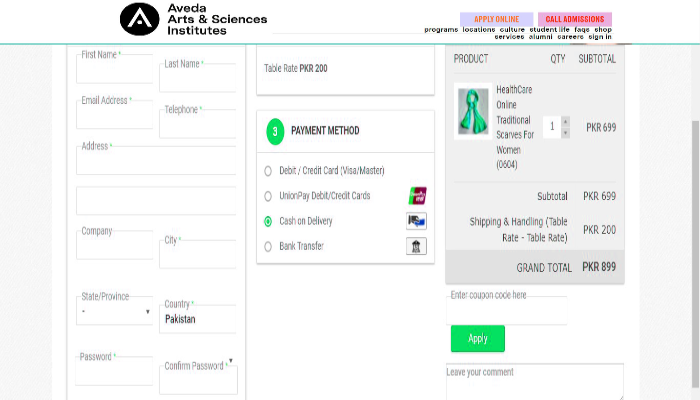 Aveda
Arts & Sciences
Institutes
APPLY ONLINE
CALL ADMISSIONS
programs locations culture student life faqs shop
services alumni careers sign in
First Name *
Last Name *
Email Address *
Telephone *
Address *
Company
City *
State/Province
-
Country *
Pakistan
Password *
Confirm Password *
Table Rate PKR 200
3 PAYMENT METHOD
Debit / Credit Card (Visa/Master)
UnionPay Debit/Credit Cards
Cash on Delivery
Bank Transfer
PRODUCT QTY SUBTOTAL
HealthCare
Online
Traditional
Scarves For
Women
(0604)
1
PKR 699
Subtotal PKR 699
Shipping & Handling (Table
Rate - Table Rate) PKR 200
GRAND TOTAL PKR 899
Enter coupon code here
Apply
Leave your comment